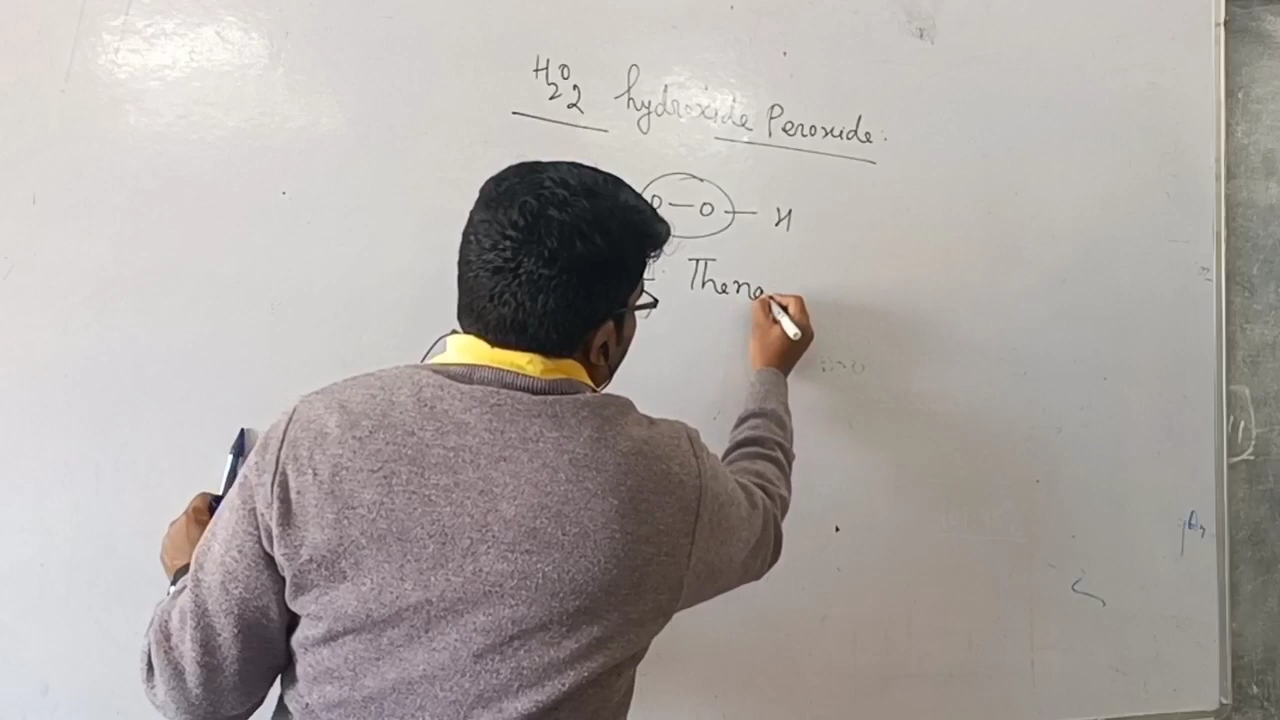 H2O2 hydroxide Peroxide:
O—O — H
I. Thena